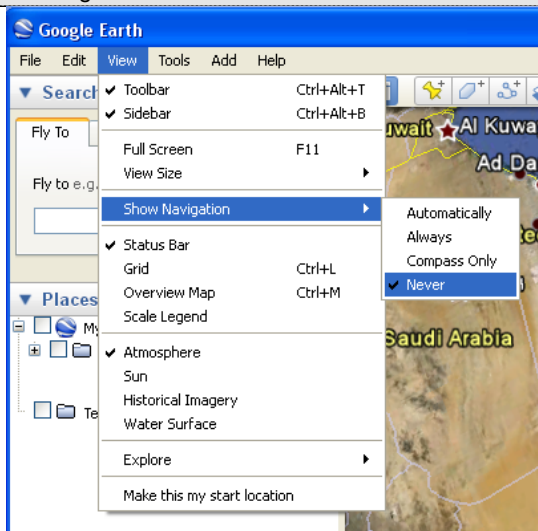 Google Earth
File Edit View Tools Add Help
Search
Fly To
Fly to e.g.
Places
Toolbar Ctrl+Alt+T
Sidebar Ctrl+Alt+B
Full Screen F11
View Size
Show Navigation
Status Bar
Grid Ctrl+L
Overview Map Ctrl+M
Scale Legend
Atmosphere
Sun
Historical Imagery
Water Surface
Explore
Make this my start location
Automatically
Always
Compass Only
Never
Al Kuwa
Ad Da
Saudi Arabia